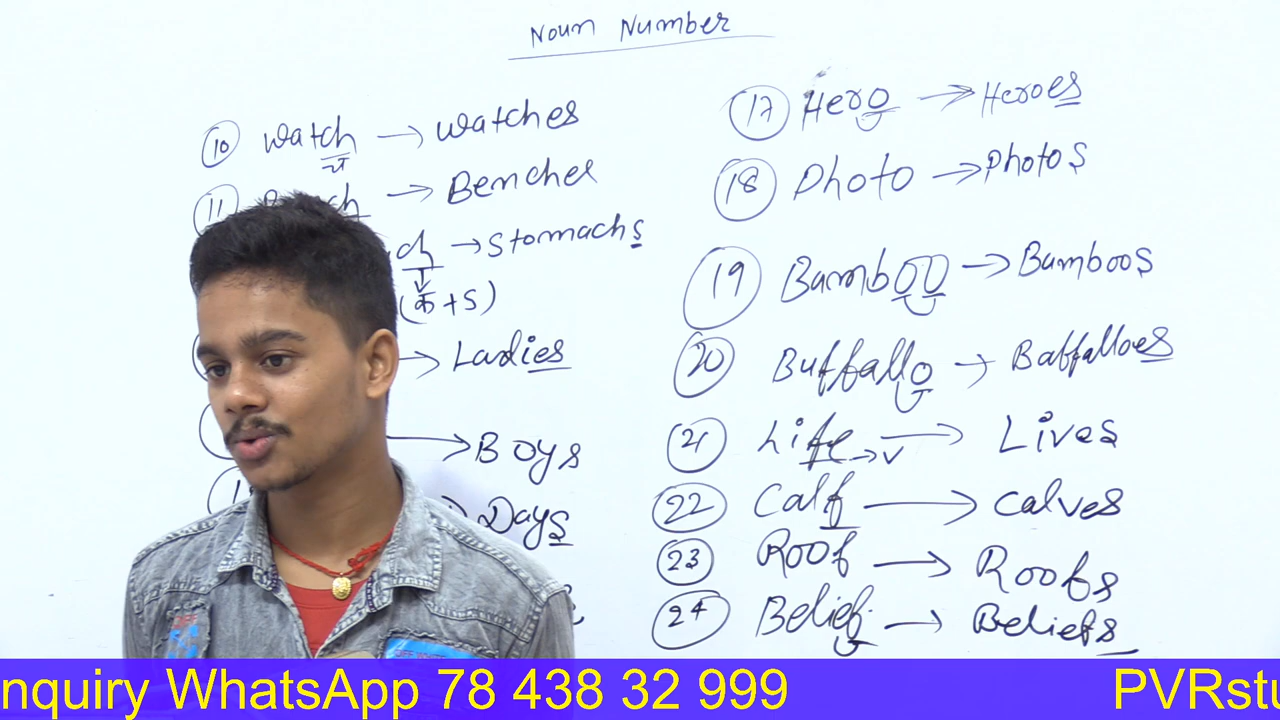 Noun Number
10 Watch → Watches
च
11 ch → Benches
ch → Stomachs
(क + s)
→ Ladies
→ Boys
→ Days
17 Hero → Heroes
18 Photo → Photos
19 Bamboo → Bamboos
20 Buffallo → Baffalloes
21 Life → v → Lives
22 Calf → Calves
23 Roof → Roofs
24 Belief → Beliefs
nquiry WhatsApp 78 438 32 999 PVRstu